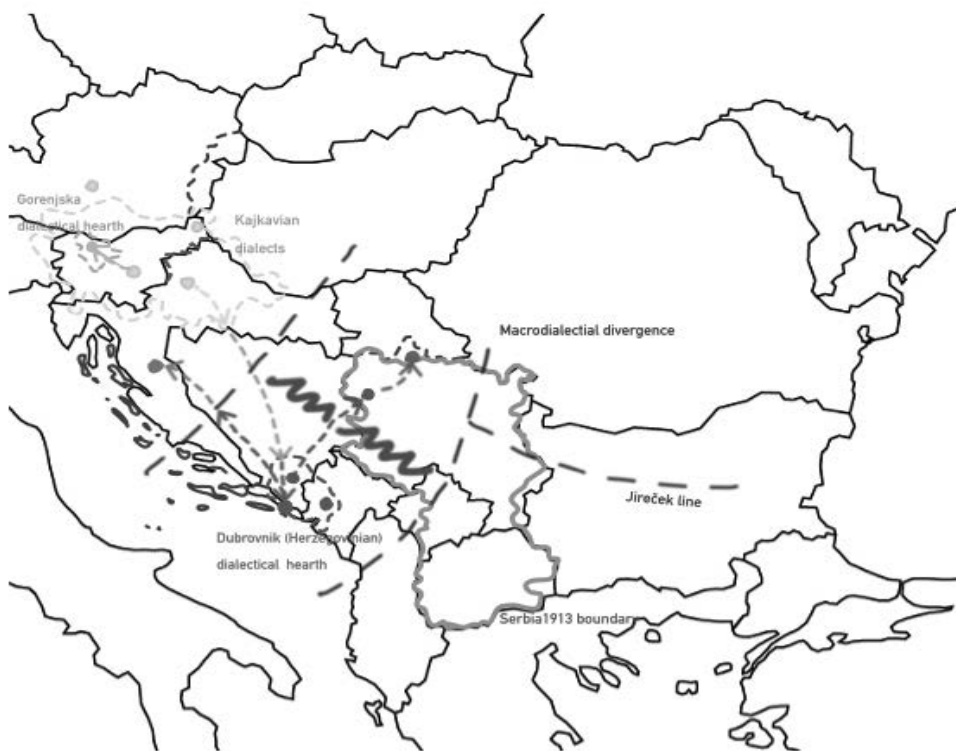 Gorenjska
dialectical hearth
Kajkavian
dialects
Macrodialectial divergence
Jireček line
Dubrovnik (Herzegovinian)
dialectical hearth
Serbia1913 boundary